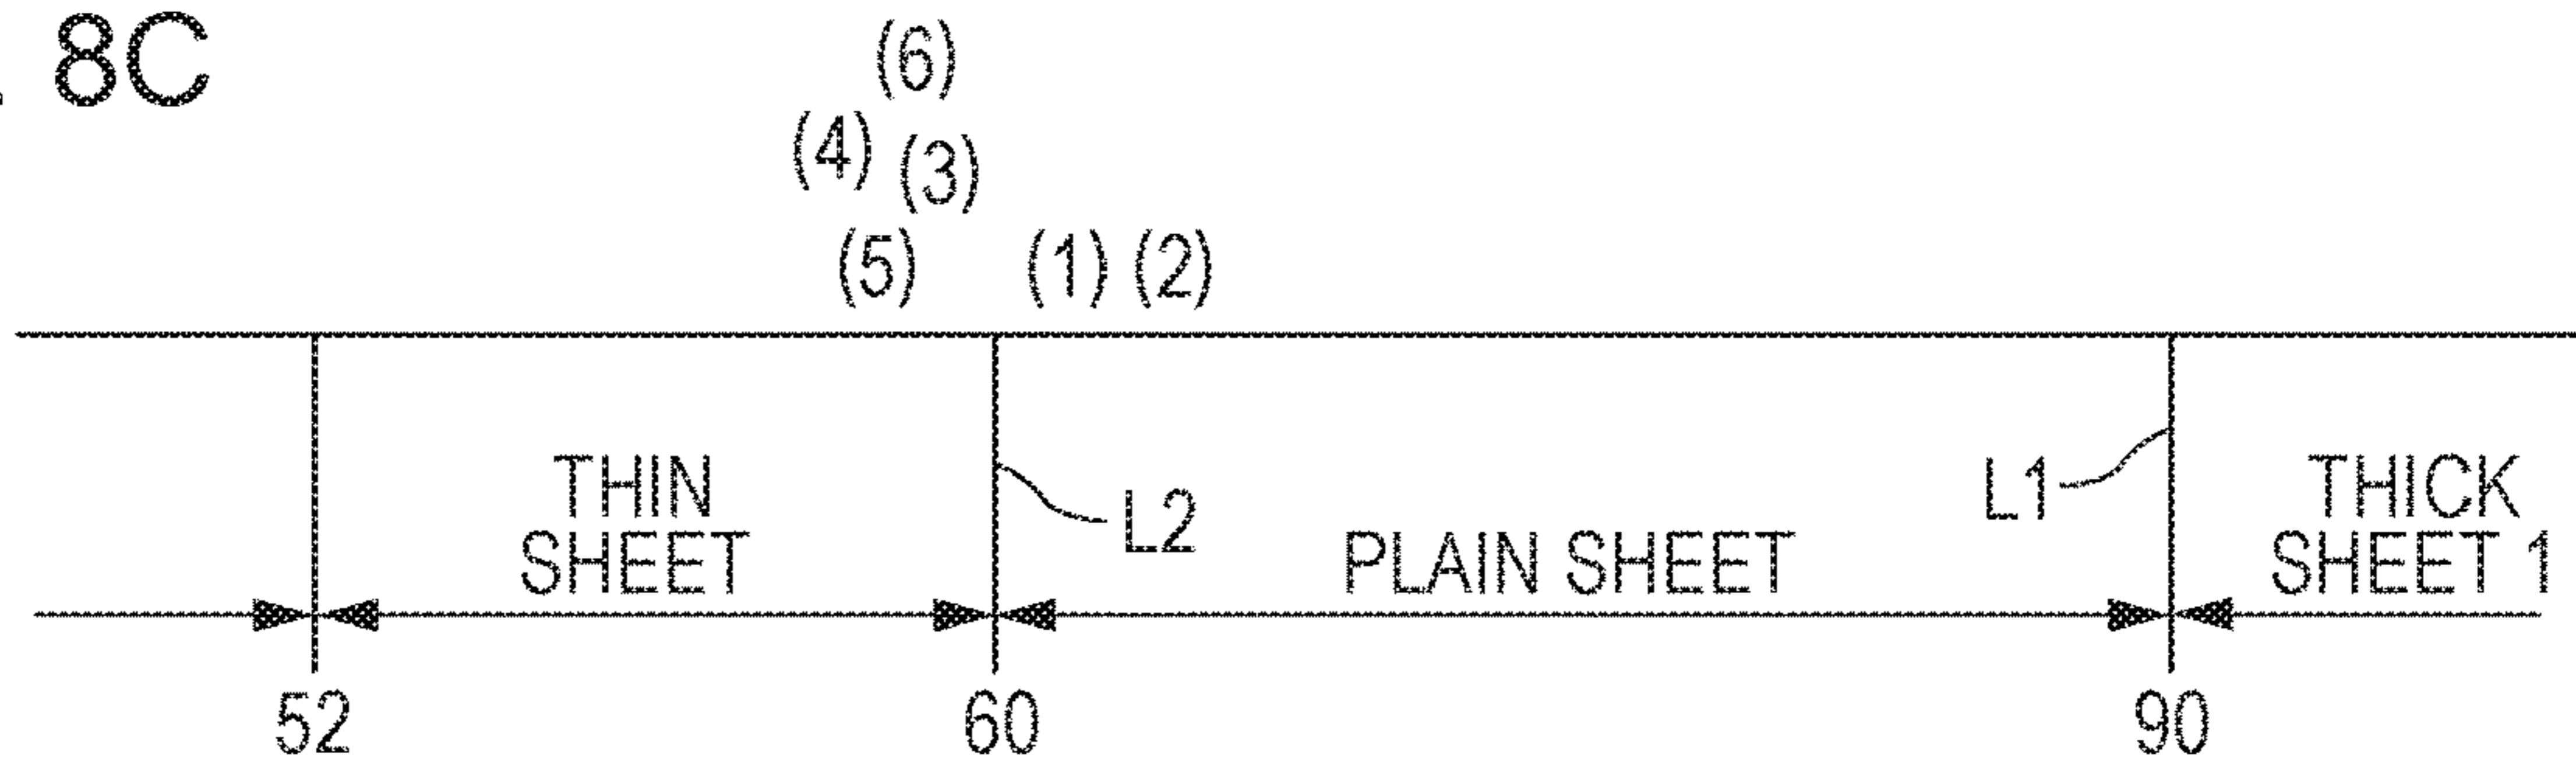 8C
(6)
(4) (3)
(5) (1) (2)
THIN
SHEET
L2
PLAIN SHEET
L1
THICK
SHEET 1
52 60 90